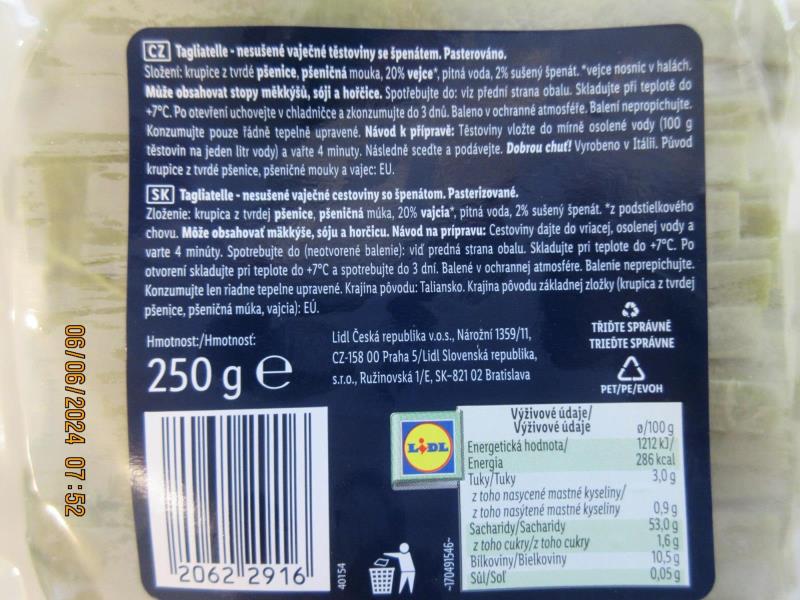 CZ Tagliatelle - nesušené vaječné těstoviny se špenátem. Pasterováno.
Složení: krupice z tvrdé pšenice, pšeničná mouka, 20% vejce*, pitná voda, 2% sušený špenát. *vejce nosnic v halách.
Může obsahovat stopy měkkýšů, sóji a hořčice. Spotřebujte do: viz přední strana obalu. Skladujte při teplotě do
+7°C. Po otevření uchovejte v chladničce a zkonzumujte do 3 dnů. Baleno v ochranné atmosféře. Balení nepropichujte.
Konzumujte pouze řádně tepelně upravené. Návod k přípravě: Těstoviny vložte do mírně osolené vody (100 g
těstovin na jeden litr vody) a vařte 4 minuty. Následně sceďte a podávejte. Dobrou chuť! Vyrobeno v Itálii. Původ
krupice z tvrdé pšenice, pšeničné mouky a vajec: EU.
SK Tagliatelle - nesušené vaječné cestoviny so špenátom. Pasterizované.
Zloženie: krupica z tvrdej pšenice, pšeničná múka, 20% vajcia*, pitná voda, 2% sušený špenát. *z podstielkového
chovu. Môže obsahovať mäkkýše, sóju a horčicu. Návod na prípravu: Cestoviny dajte do vriacej, osolenej vody a
varte 4 minúty. Spotrebujte do (neotvorené balenie): viď predná strana obalu. Skladujte pri teplote do +7°C. Po
otvorení skladujte pri teplote do +7°C a spotrebujte do 3 dní. Balené v ochrannej atmosfére. Balenie neprepichujte.
Konzumujte len riadne tepelne upravené. Krajina pôvodu: Taliansko. Krajina pôvodu základnej zložky (krupica z tvrdej
pšenice, pšeničná múka, vajcia): EÚ.
Hmotnost:/Hmotnosť:
250 g e
Lidl Česká republika v.o.s., Nárožní 1359/11,
CZ-158 00 Praha 5/Lidl Slovenská republika,
s.r.o., Ružinovská 1/E, SK-821 02 Bratislava
TŘIĎTE SPRÁVNĚ
TRIEĎTE SPRÁVNE
PET/PE/EVOH
LIDL
Výživové údaje/
Výživové údaje ø/100 g
Energetická hodnota/ 1212 kJ/
Energia 286 kcal
Tuky/Tuky 3,0 g
z toho nasycené mastné kyseliny/
z toho nasýtené mastné kyseliny 0,9 g
Sacharidy/Sacharidy 53,0 g
z toho cukry/z toho cukry 1,6 g
Bílkoviny/Bielkoviny 10,5 g
Sůl/Soľ 0,05 g
2062 2916
40154
-170491546-
06/06/2024 07:52